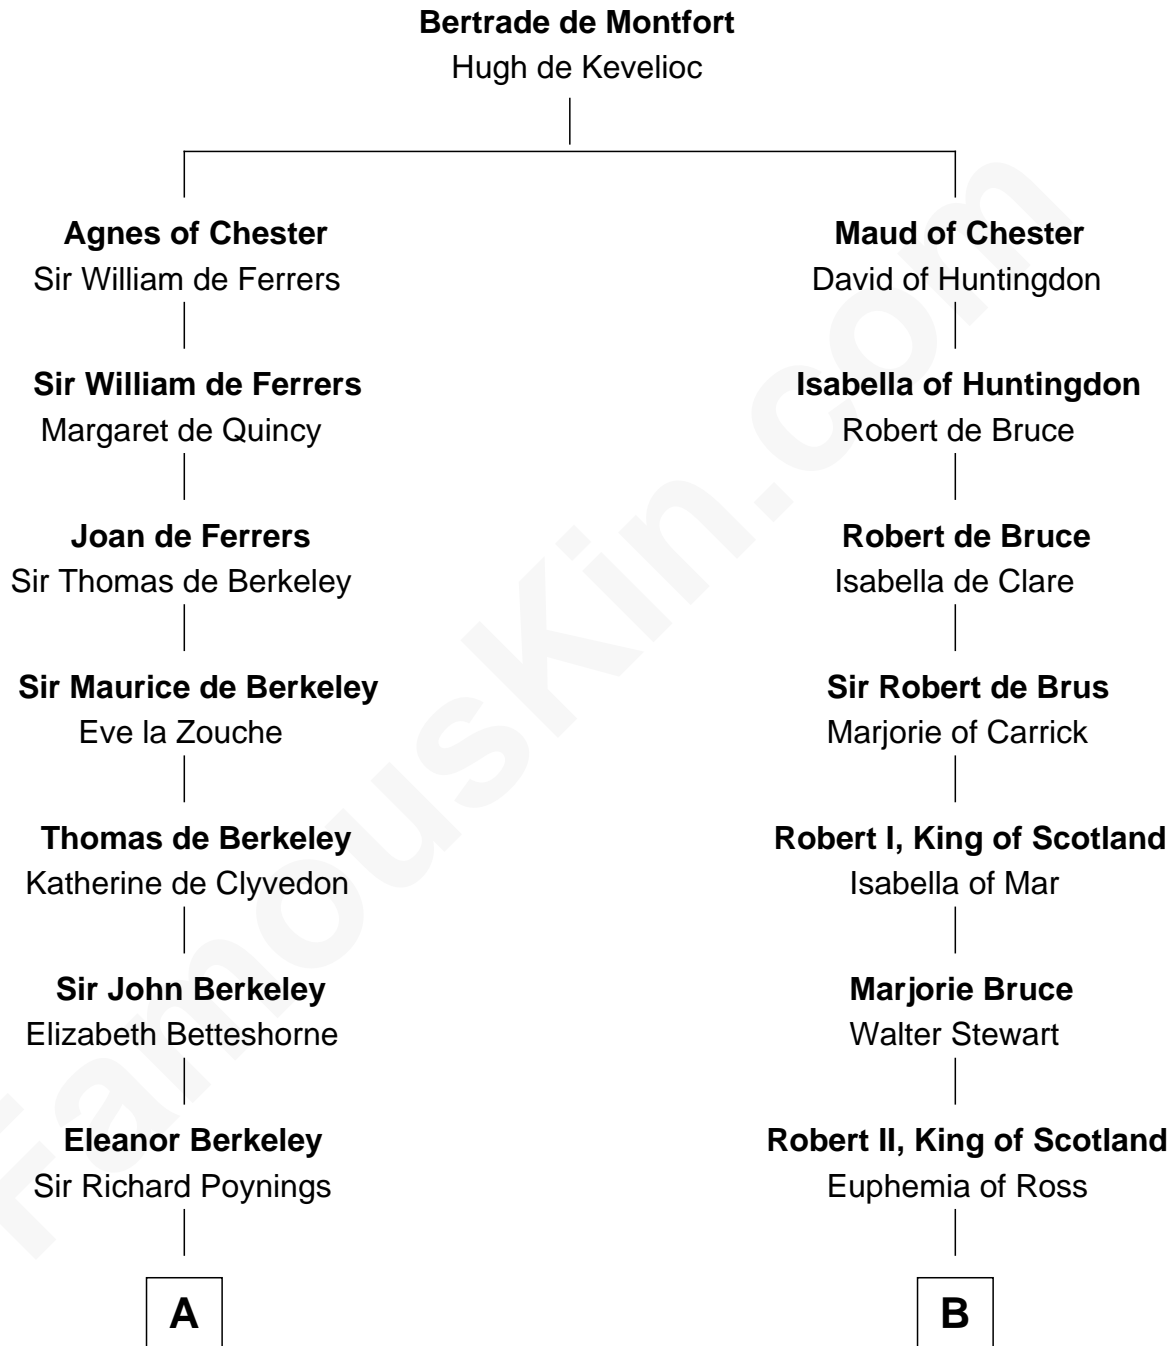 Bertrade de Montfort
Hugh de Kevelioc
Agnes of Chester
Sir William de Ferrers
Maud of Chester
David of Huntingdon
Sir William de Ferrers
Margaret de Quincy
Isabella of Huntingdon
Robert de Bruce
Joan de Ferrers
Sir Thomas de Berkeley
Robert de Bruce
Isabella de Clare
Sir Maurice de Berkeley
Eve la Zouche
Sir Robert de Brus
Marjorie of Carrick
Thomas de Berkeley
Katherine de Clyvedon
Robert I, King of Scotland
Isabella of Mar
Sir John Berkeley
Elizabeth Betteshorne
Marjorie Bruce
Walter Stewart
Eleanor Berkeley
Sir Richard Poynings
Robert II, King of Scotland
Euphemia of Ross
A
B
FamousKin.com